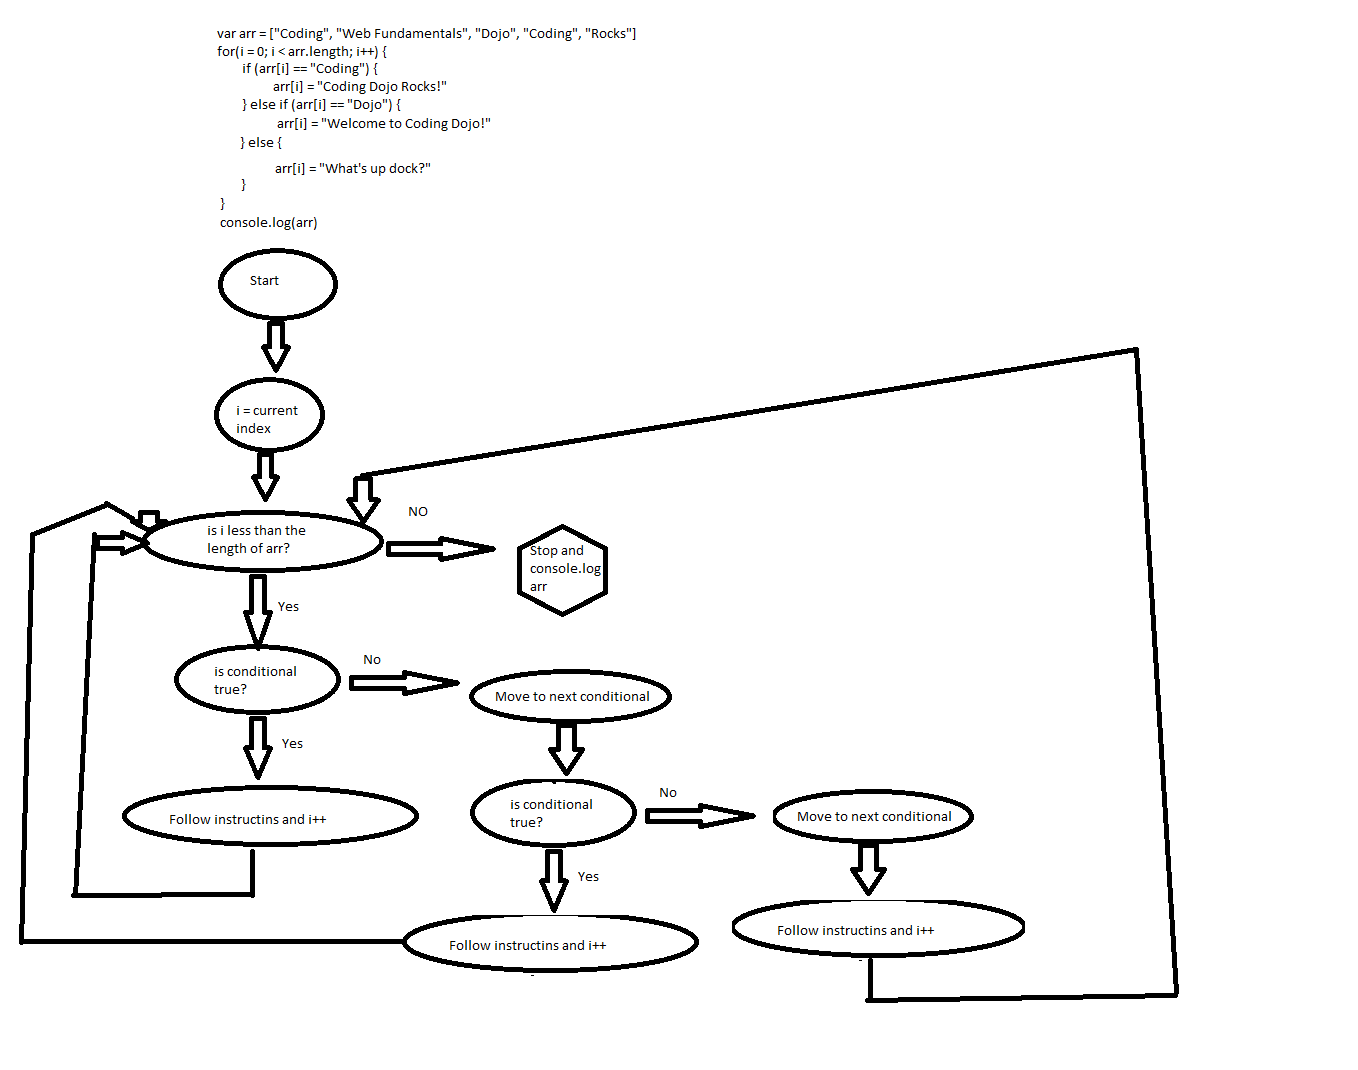 var arr = ["Coding", "Web Fundamentals", "Dojo", "Coding", "Rocks"]
for(i = 0; i < arr.length; i++) {
if (arr[i] == "Coding") {
arr[i] = "Coding Dojo Rocks!"
} else if (arr[i] == "Dojo") {
arr[i] = "Welcome to Coding Dojo!"
} else {
arr[i] = "What's up dock?"
}
}
console.log(arr)
Start
i = current
index
is i less than the
length of arr?
NO
Stop and
console.log
arr
Yes
is conditional
true?
No
Move to next conditional
Yes
Follow instructins and i++
is conditional
true?
No
Move to next conditional
Yes
Follow instructins and i++
Follow instructins and i++